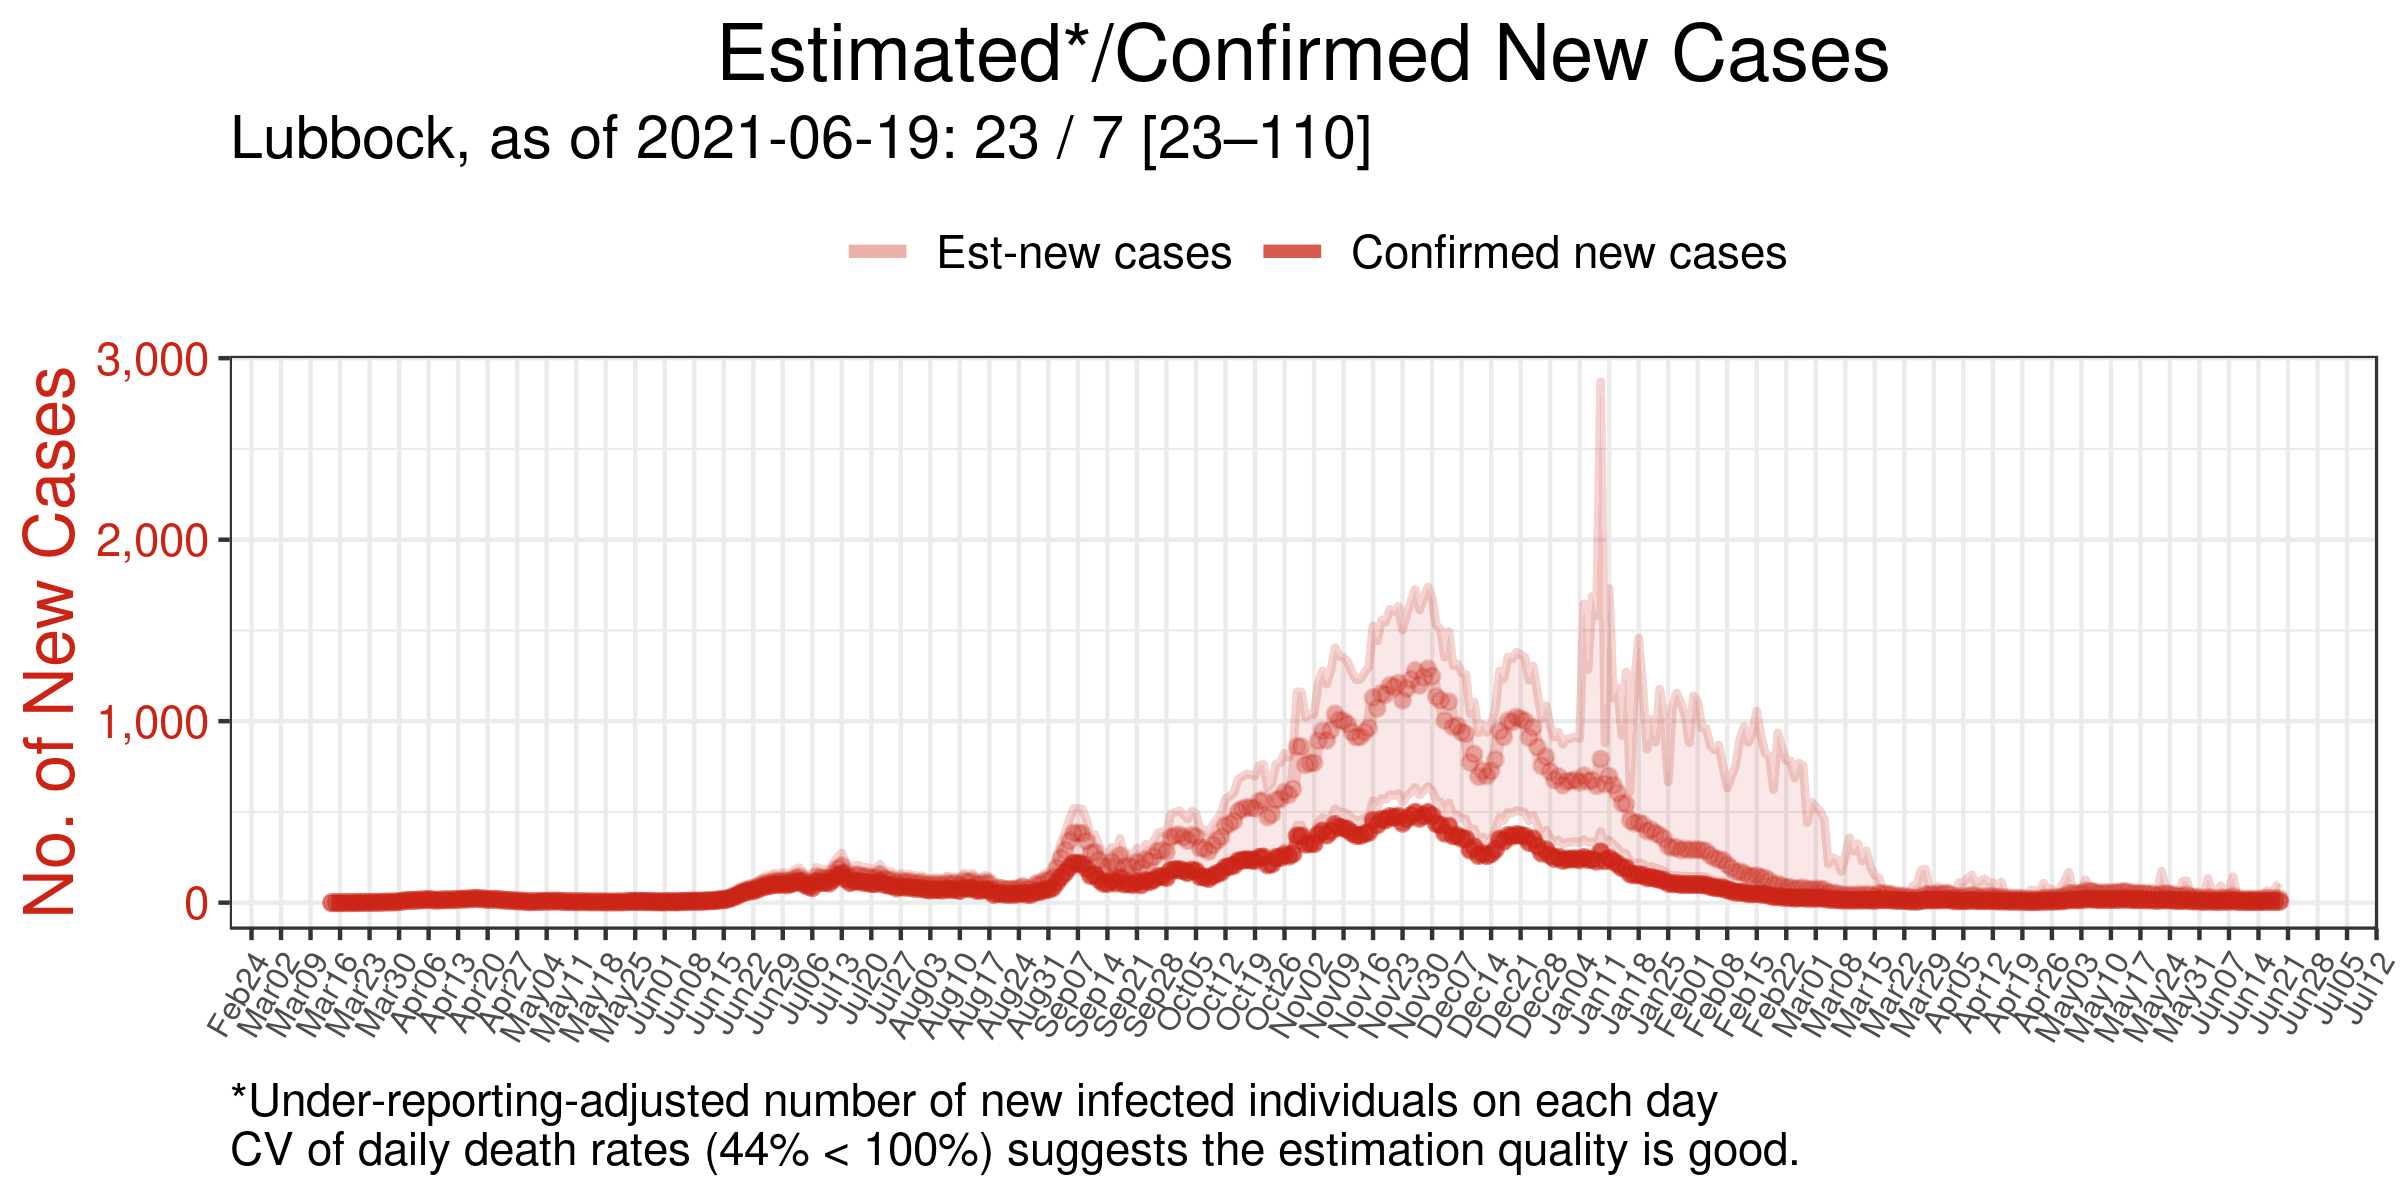 Estimated*/Confirmed New Cases
Lubbock, as of 2021-06-19: 23 / 7 [23–110]
Est-new cases Confirmed new cases
No. of New Cases
3,000
2,000
1,000
0
Feb24 Mar02 Mar09 Mar16 Mar23 Mar30 Apr06 Apr13 Apr20 Apr27 May04 May11 May18 May25 Jun01 Jun08 Jun15 Jun22 Jun29 Jul06 Jul13 Jul20 Jul27 Aug03 Aug10 Aug17 Aug24 Aug31 Sep07 Sep14 Sep21 Sep28 Oct05 Oct12 Oct19 Oct26 Nov02 Nov09 Nov16 Nov23 Nov30 Dec07 Dec14 Dec21 Dec28 Jan04 Jan11 Jan18 Jan25 Feb01 Feb08 Feb15 Feb22 Mar01 Mar08 Mar15 Mar22 Mar29 Apr05 Apr12 Apr19 Apr26 May03 May10 May17 May24 May31 Jun07 Jun14 Jun21 Jun28 Jul05 Jul12
*Under-reporting-adjusted number of new infected individuals on each day
CV of daily death rates (44% < 100%) suggests the estimation quality is good.